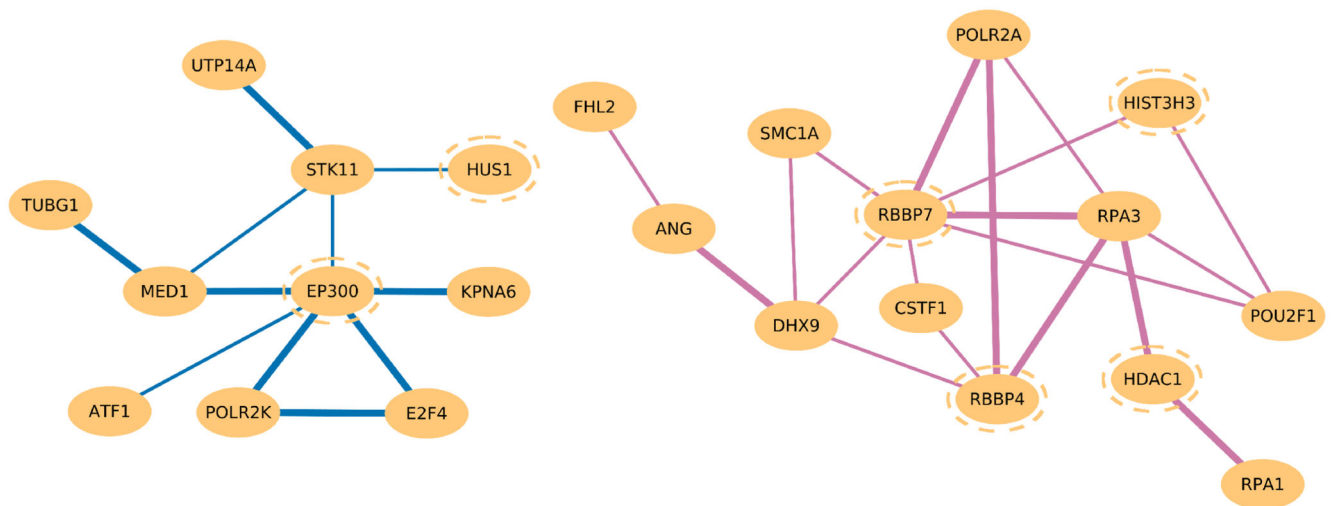 UTP14A
STK11
HUS1
TUBG1
MED1
EP300
KPNA6
ATF1
POLR2K
E2F4
POLR2A
FHL2
HIST3H3
SMC1A
RBBP7
RPA3
ANG
CSTF1
POU2F1
DHX9
HDAC1
RBBP4
RPA1